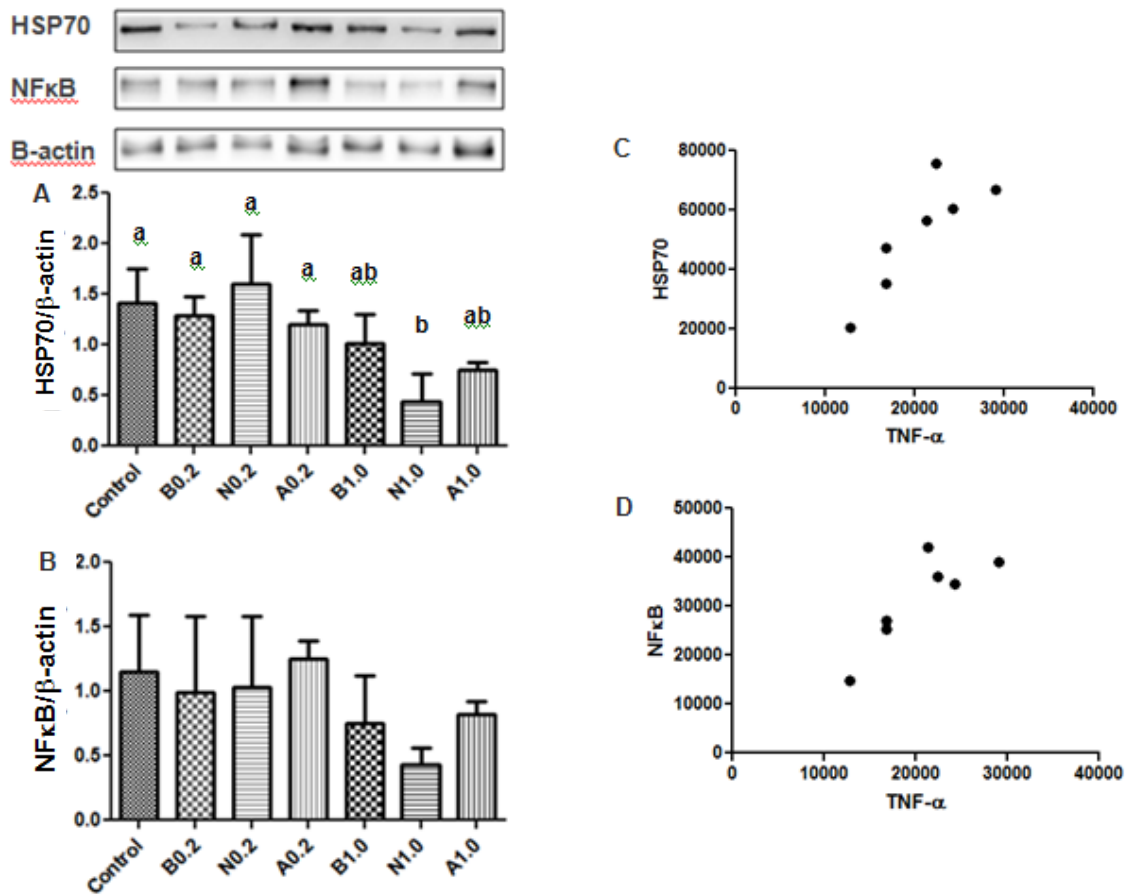 HSP70
NFκB
B-actin
A
HSP70/β-actin
2.5
2.0
1.5
1.0
0.5
0.0
a
a
a
a
ab
b
ab
Control
B0.2
N0.2
A0.2
B1.0
N1.0
A1.0
B
NFκB/β-actin
2.0
1.5
1.0
0.5
0.0
Control
B0.2
N0.2
A0.2
B1.0
N1.0
A1.0
C
HSP70
80000
60000
40000
20000
0
0 10000 20000 30000 40000
TNF-α
D
NFκB
50000
40000
30000
20000
10000
0
0 10000 20000 30000 40000
TNF-α